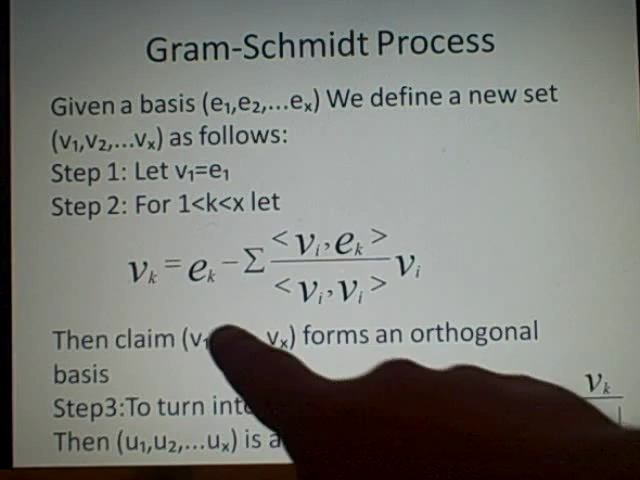 Gram-Schmidt Process
Given a basis (e₁,e₂,...eₓ) We define a new set
(v₁,v₂,...vₓ) as follows:
Step 1: Let v₁=e₁
Step 2: For 1<k<x let
vₖ = eₖ − Σ <vᵢ, eₖ> / <vᵢ, vᵢ> vᵢ
Then claim (v₁ vₓ) forms an orthogonal
basis
Step3:To turn into vₖ
Then (u₁,u₂,...uₓ) is a